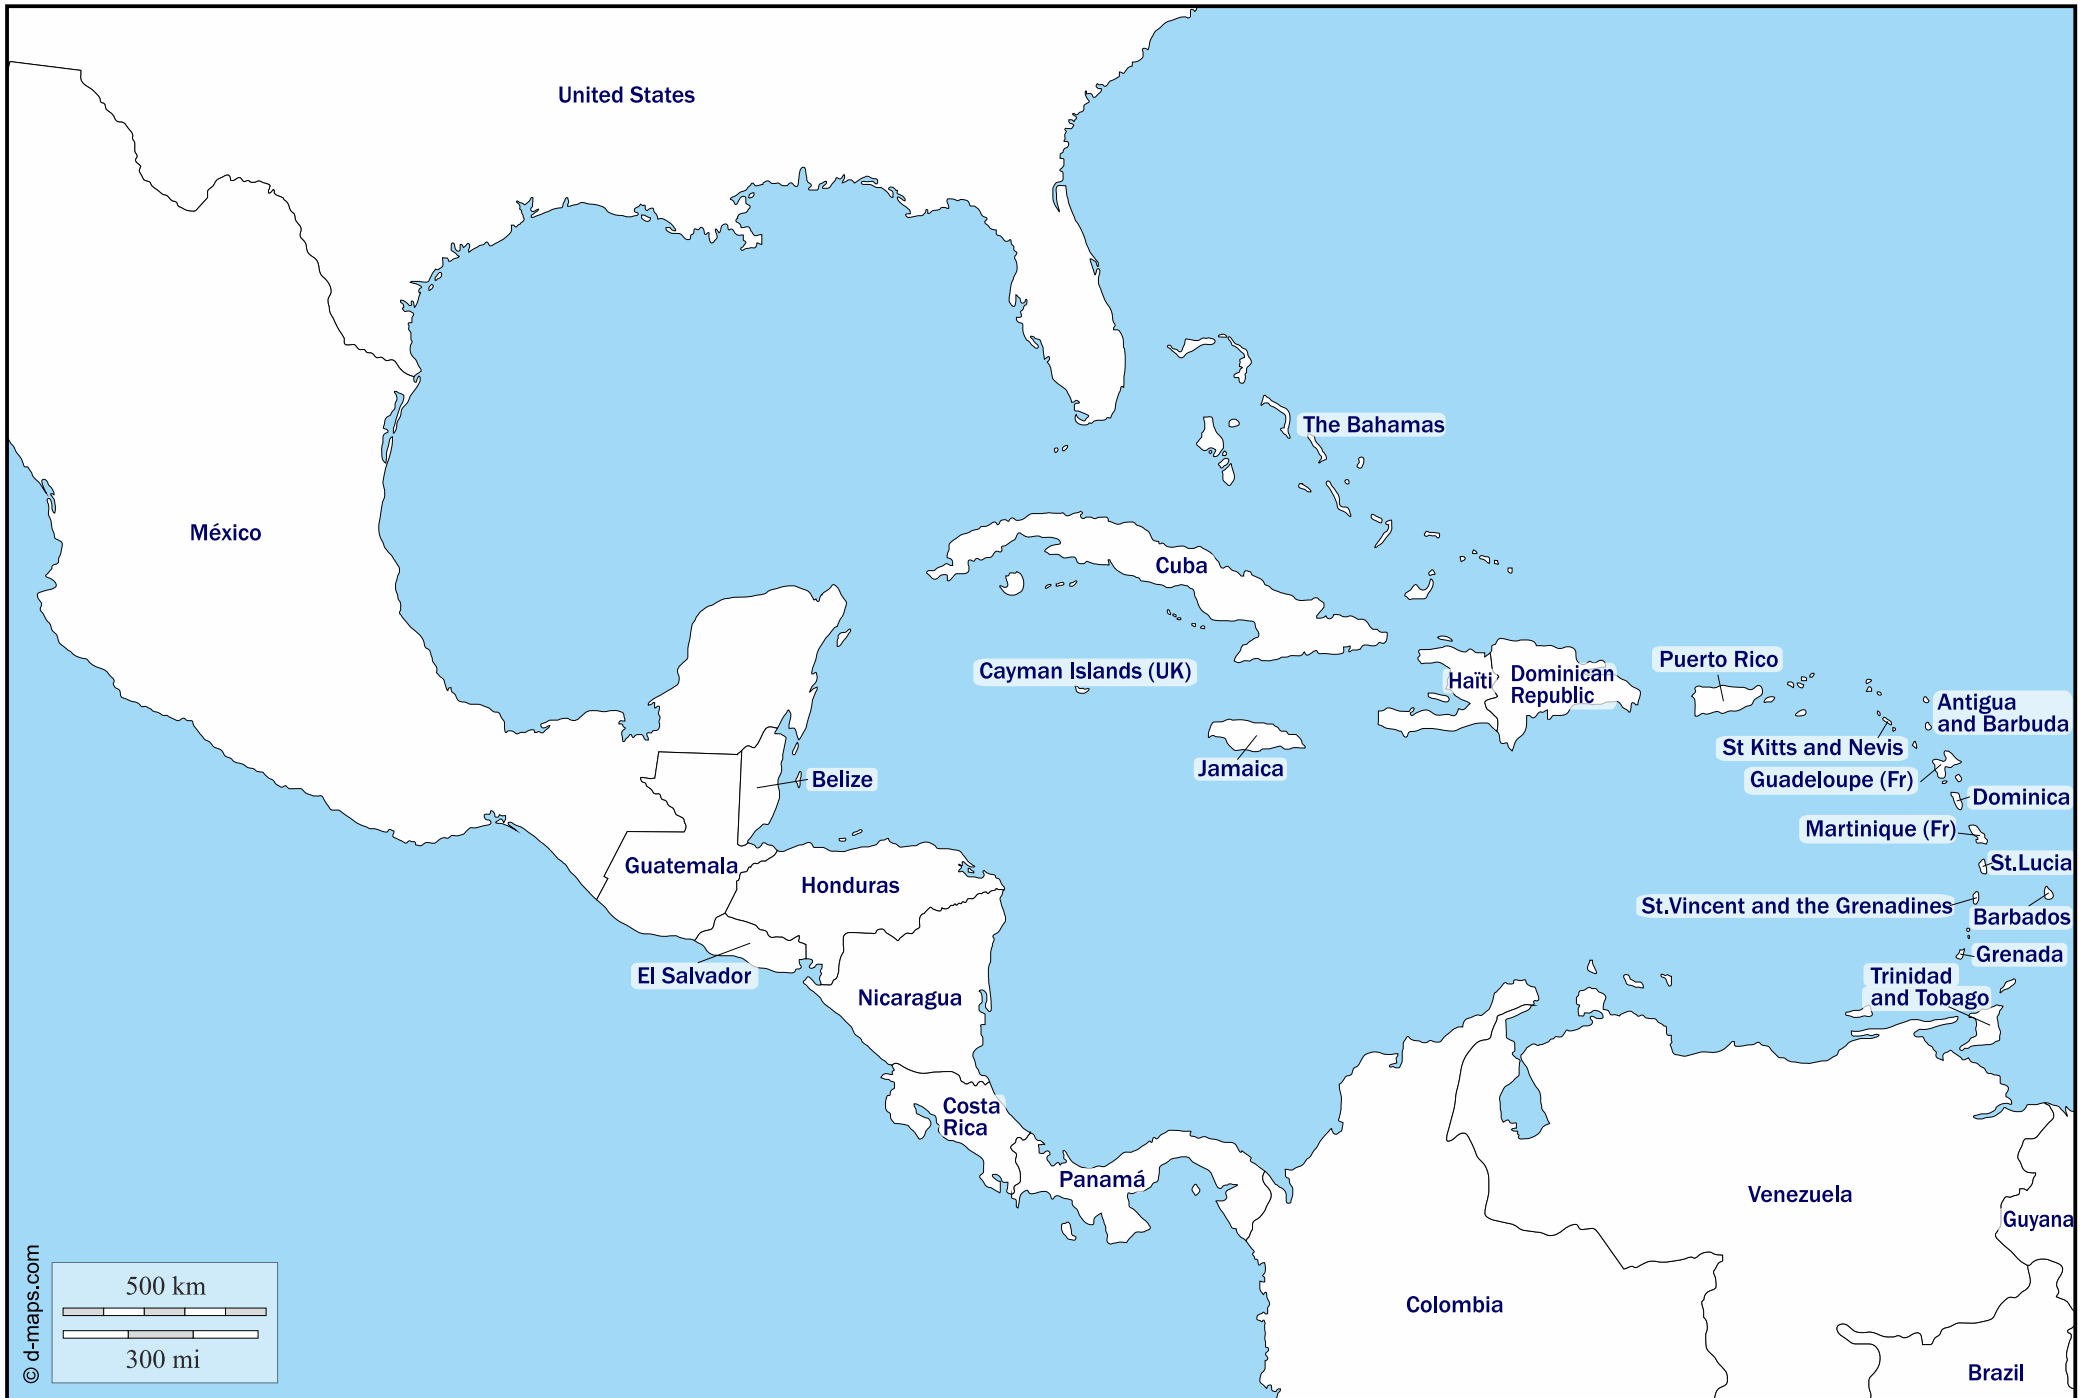 United States
The Bahamas
México
Cuba
Cayman Islands (UK)
Haïti
Dominican
Republic
Puerto Rico
Antigua
and Barbuda
St Kitts and Nevis
Jamaica
Belize
Guadeloupe (Fr)
Dominica
Martinique (Fr)
Guatemala
Honduras
St.Lucia
St.Vincent and the Grenadines
Barbados
El Salvador
Grenada
Nicaragua
Trinidad
and Tobago
Costa
Rica
Panamá
Venezuela
Guyana
Colombia
Brazil
500 km
300 mi
© d-maps.com